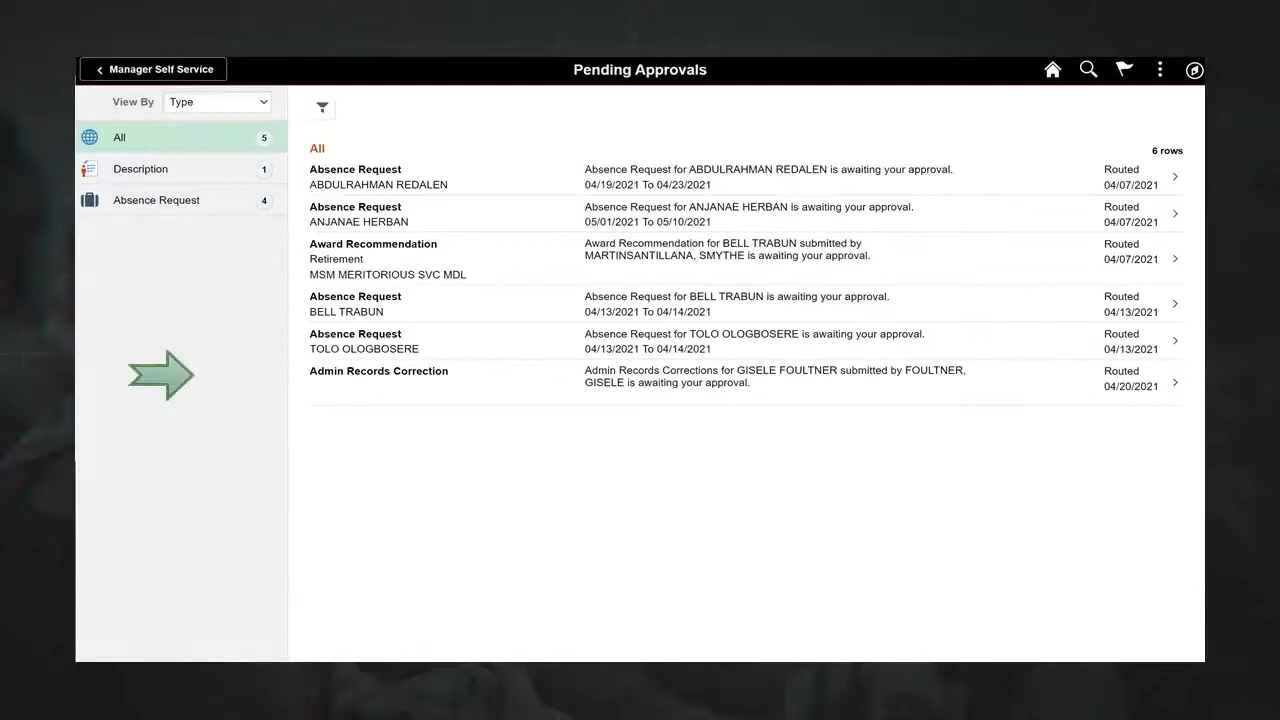 Manager Self Service
Pending Approvals
View By Type
All 5
Description 1
Absence Request 4
All
6 rows
Absence Request Absence Request for ABDULRAHMAN REDALEN is awaiting your approval. Routed
ABDULRAHMAN REDALEN 04/19/2021 To 04/23/2021 04/07/2021
Absence Request Absence Request for ANJANAE HERBAN is awaiting your approval. Routed
ANJANAE HERBAN 05/01/2021 To 05/10/2021 04/07/2021
Award Recommendation Award Recommendation for BELL TRABUN submitted by Routed
Retirement MARTINSANTILLANA, SMYTHE is awaiting your approval. 04/07/2021
MSM MERITORIOUS SVC MDL
Absence Request Absence Request for BELL TRABUN is awaiting your approval. Routed
BELL TRABUN 04/13/2021 To 04/14/2021 04/13/2021
Absence Request Absence Request for TOLO OLOGBOSERE is awaiting your approval. Routed
TOLO OLOGBOSERE 04/13/2021 To 04/14/2021 04/13/2021
Admin Records Correction Admin Records Corrections for GISELE FOULTNER submitted by FOULTNER, Routed
GISELE is awaiting your approval. 04/20/2021